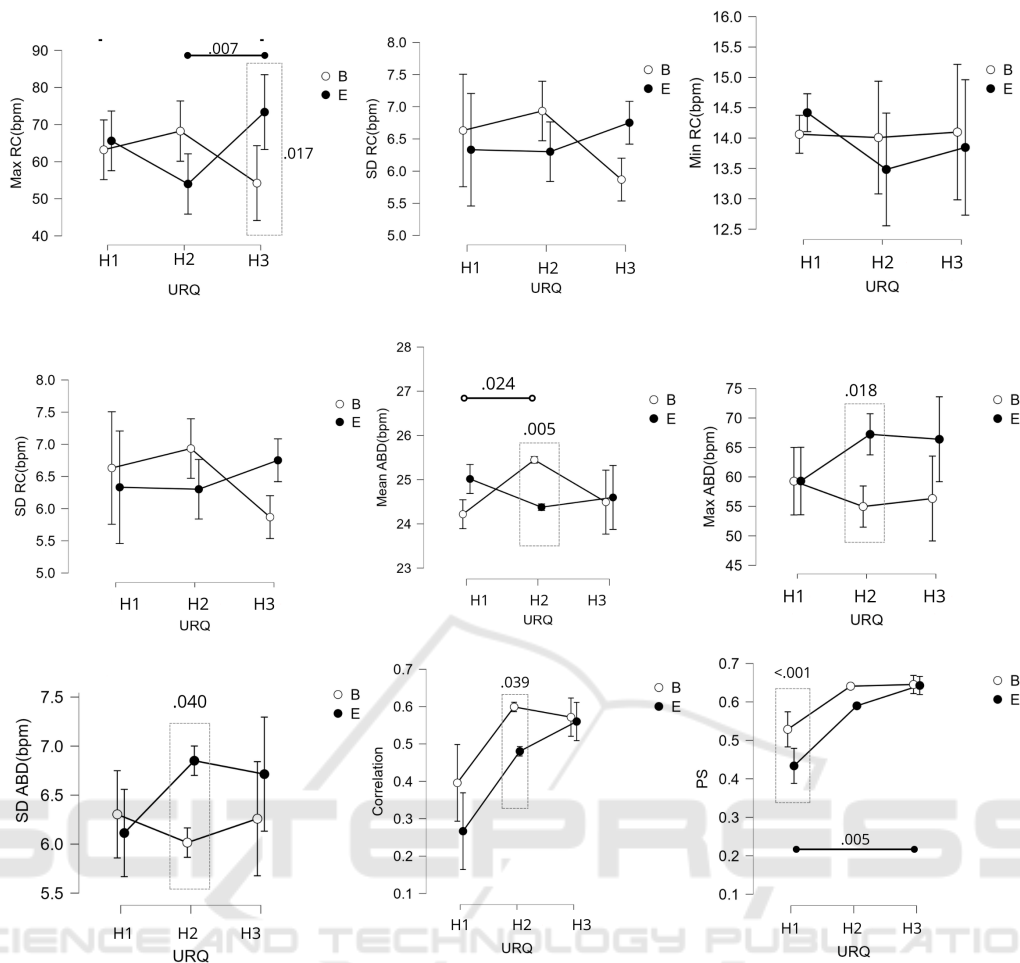 Max RC(bpm)
90
80
70
60
50
40
.007
.017
B
E
H1 H2 H3
URQ
SD RC(bpm)
8.0
7.5
7.0
6.5
6.0
5.5
5.0
B
E
H1 H2 H3
URQ
Min RC(bpm)
16.0
15.5
15.0
14.5
14.0
13.5
13.0
12.5
B
E
H1 H2 H3
URQ
SD RC(bpm)
8.0
7.5
7.0
6.5
6.0
5.5
5.0
B
E
H1 H2 H3
URQ
Mean ABD(bpm)
28
27
26
25
24
23
.024
.005
B
E
H1 H2 H3
URQ
Max ABD(bpm)
75
70
65
60
55
50
45
.018
B
E
H1 H2 H3
URQ
SD ABD(bpm)
7.5
7.0
6.5
6.0
5.5
.040
B
E
H1 H2 H3
URQ
Correlation
0.7
0.6
0.5
0.4
0.3
0.2
0.1
.039
B
E
H1 H2 H3
URQ
PS
0.7
0.6
0.5
0.4
0.3
0.2
0.1
<.001
.005
B
E
H1 H2 H3
URQ
SCITEPRESS
SCIENCE AND TECHNOLOGY PUBLICATIO